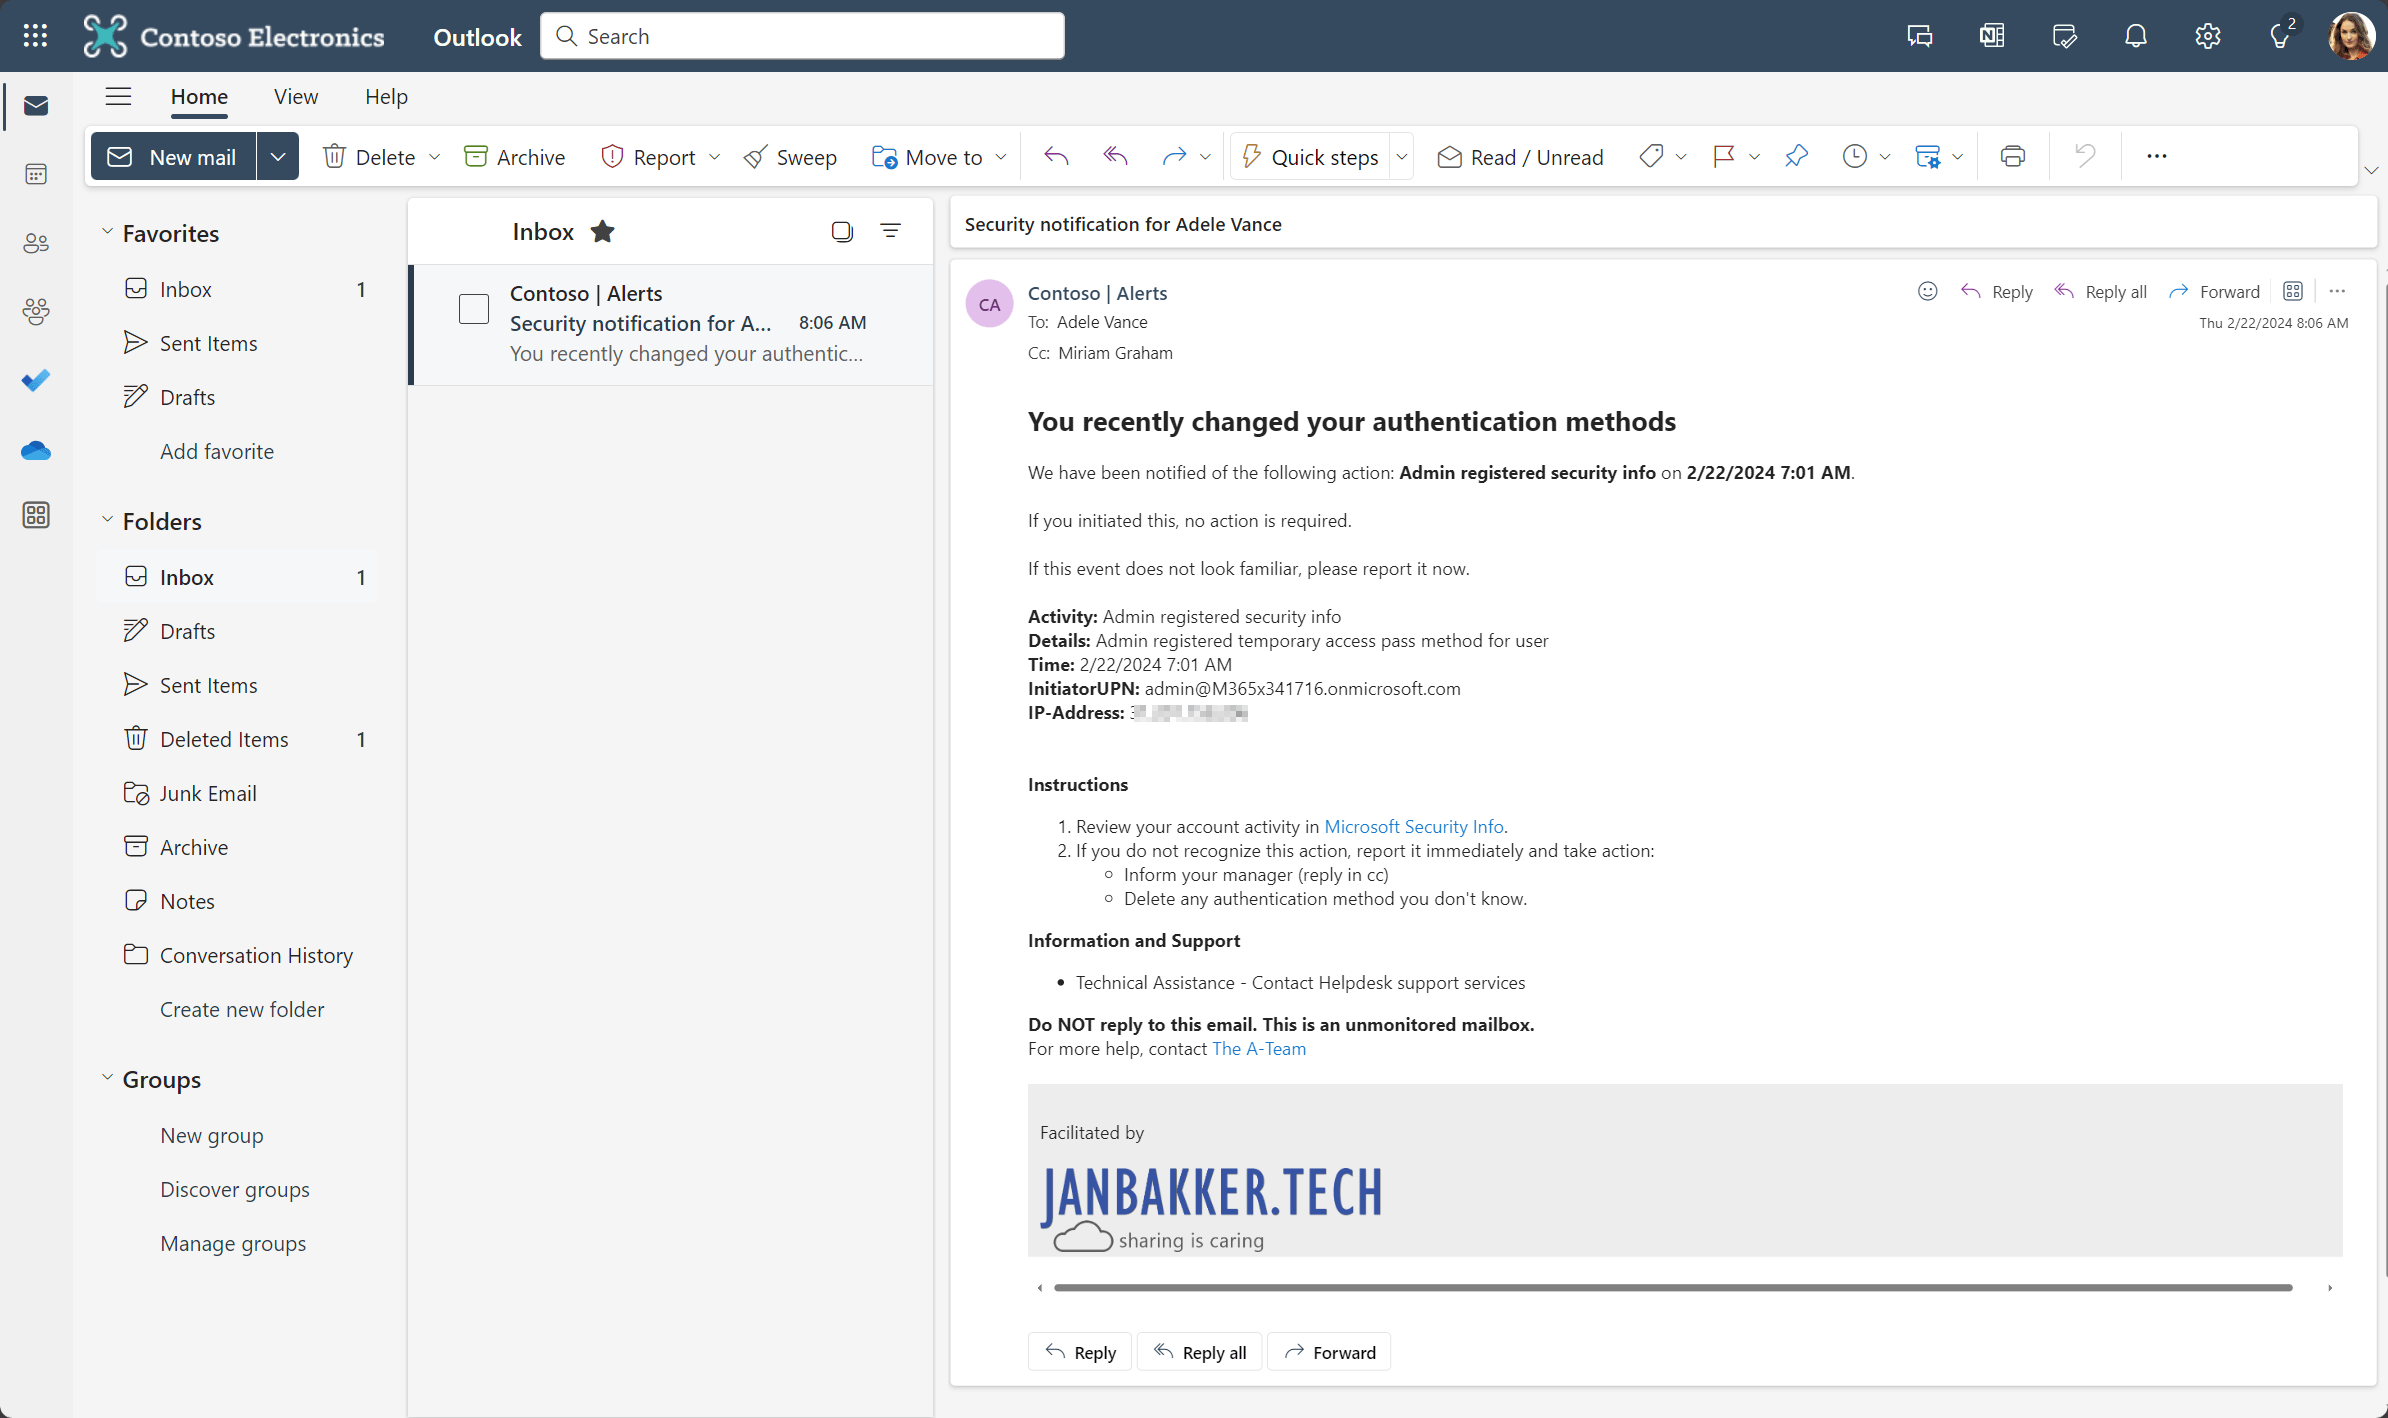 Contoso Electronics
Outlook
Search
2
Home
View
Help
New mail
Delete
Archive
Report
Sweep
Move to
Quick steps
Read / Unread
Favorites
Inbox 1
Sent Items
Drafts
Add favorite
Folders
Inbox 1
Drafts
Sent Items
Deleted Items 1
Junk Email
Archive
Notes
Conversation History
Create new folder
Groups
New group
Discover groups
Manage groups
Inbox
Contoso | Alerts
Security notification for A... 8:06 AM
You recently changed your authentic...
Security notification for Adele Vance
CA
Contoso | Alerts
Reply
Reply all
Forward
To: Adele Vance
Thu 2/22/2024 8:06 AM
Cc: Miriam Graham
You recently changed your authentication methods
We have been notified of the following action: Admin registered security info on 2/22/2024 7:01 AM.
If you initiated this, no action is required.
If this event does not look familiar, please report it now.
Activity: Admin registered security info
Details: Admin registered temporary access pass method for user
Time: 2/22/2024 7:01 AM
InitiatorUPN: admin@M365x341716.onmicrosoft.com
IP-Address:
Instructions
1. Review your account activity in Microsoft Security Info.
2. If you do not recognize this action, report it immediately and take action:
Inform your manager (reply in cc)
Delete any authentication method you don't know.
Information and Support
Technical Assistance - Contact Helpdesk support services
Do NOT reply to this email. This is an unmonitored mailbox.
For more help, contact The A-Team
Facilitated by
JANBAKKER.TECH
sharing is caring
Reply
Reply all
Forward